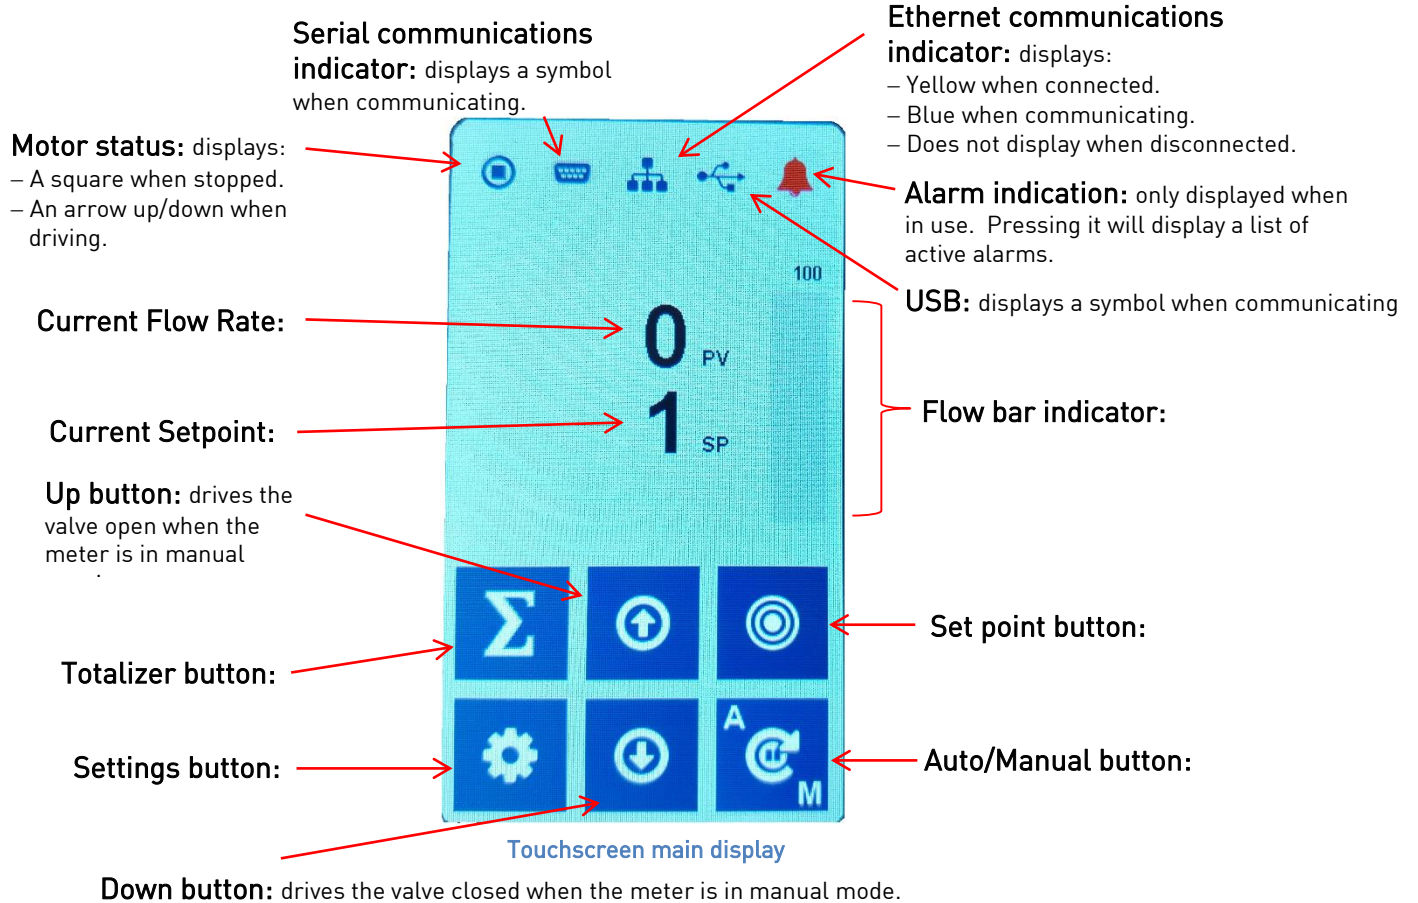 Serial communications
indicator: displays a symbol
when communicating.
Ethernet communications
indicator: displays:
– Yellow when connected.
– Blue when communicating.
– Does not display when disconnected.
Motor status: displays:
– A square when stopped.
– An arrow up/down when
driving.
Alarm indication: only displayed when
in use. Pressing it will display a list of
active alarms.
USB: displays a symbol when communicating
100
Current Flow Rate:
0 PV
Current Setpoint:
1 SP
Flow bar indicator:
Up button: drives the
valve open when the
meter is in manual
Σ
Set point button:
Totalizer button:
Settings button:
A
M
Auto/Manual button:
Touchscreen main display
Down button: drives the valve closed when the meter is in manual mode.